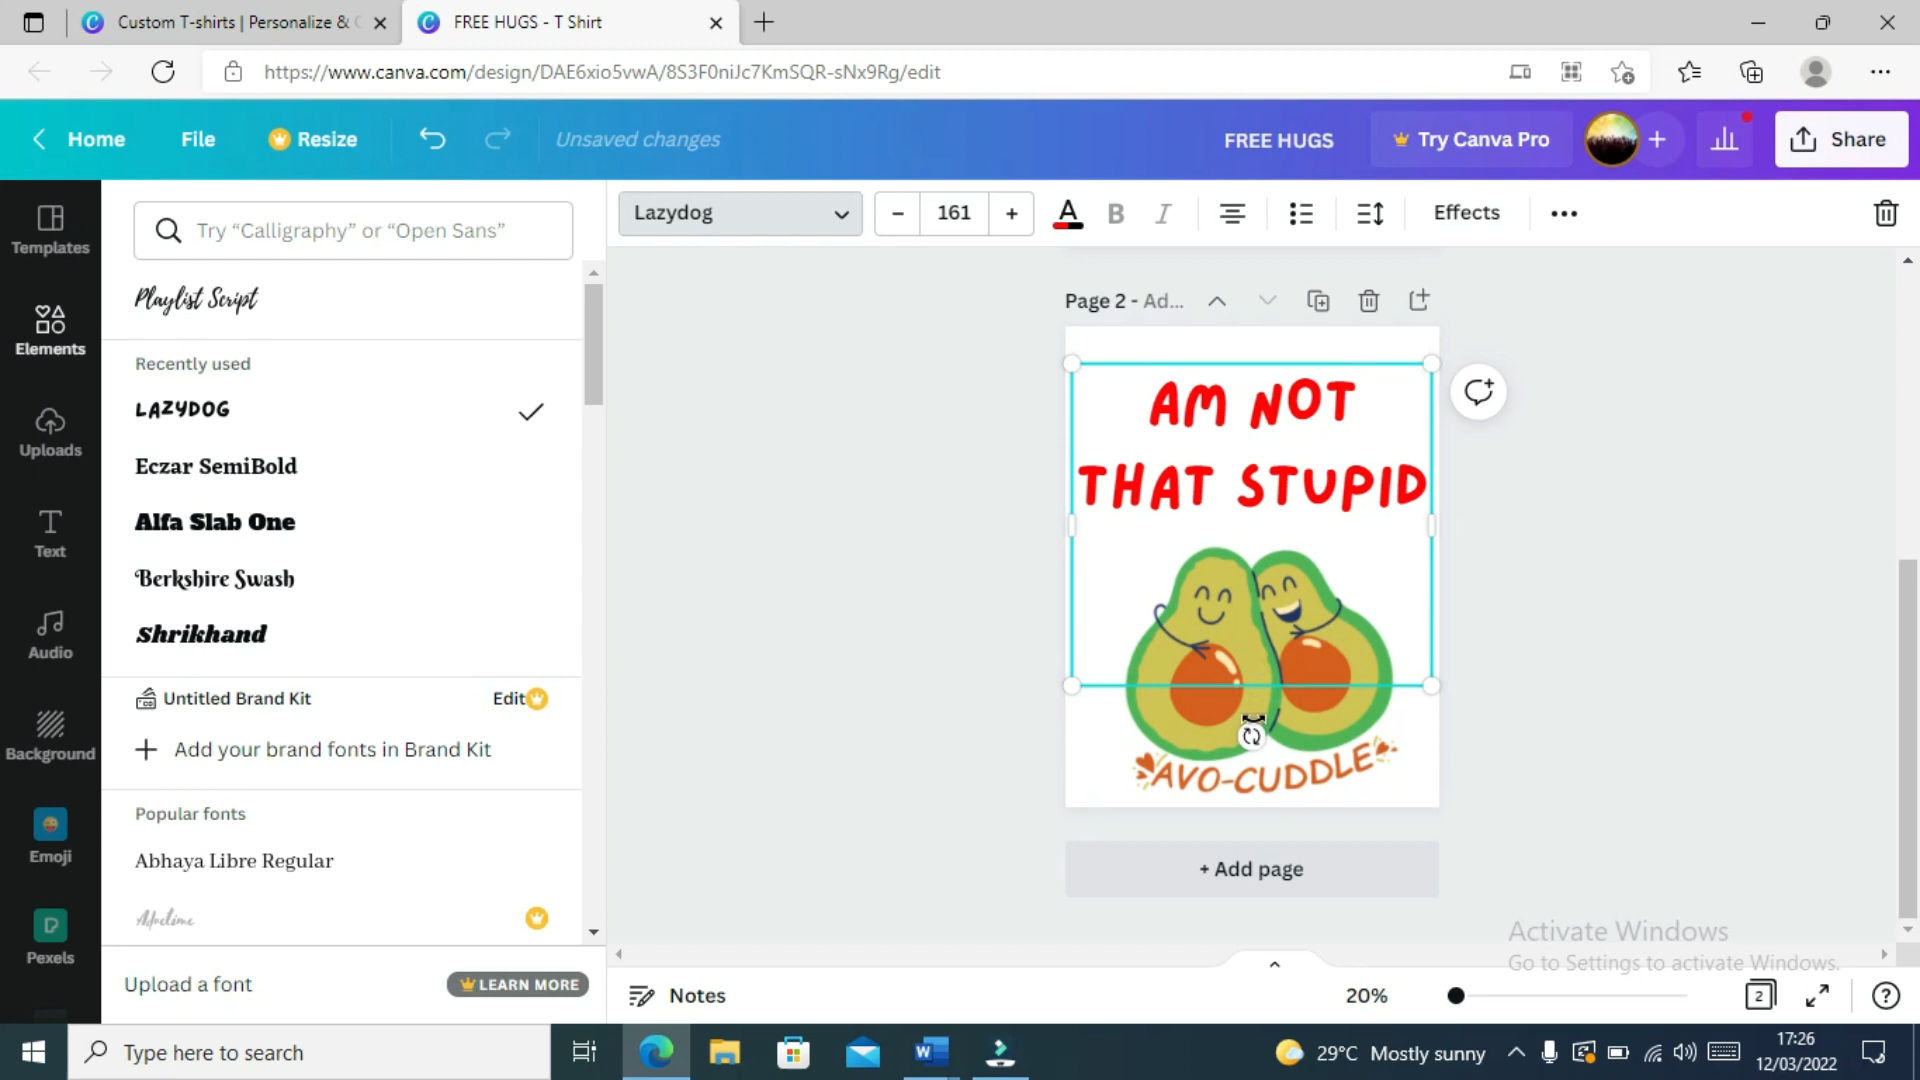 Custom T-shirts | Personalize &
FREE HUGS - T Shirt
https://www.canva.com/design/DAE6xio5vwA/8S3F0niJc7KmSQR-sNx9Rg/edit
Home
File
Resize
Unsaved changes
FREE HUGS
Try Canva Pro
Share
Templates
Elements
Uploads
Text
Audio
Background
Emoji
Pexels
Try “Calligraphy” or “Open Sans”
Playlist Script
Recently used
LAZYDOG
Eczar SemiBold
Alfa Slab One
Berkshire Swash
Shrikhand
Untitled Brand Kit
Edit
Add your brand fonts in Brand Kit
Popular fonts
Abhaya Libre Regular
Upload a font
LEARN MORE
Lazydog
– 161 +
A B I
Effects
Page 2 - Ad...
AM NOT
THAT STUPID
AVO-CUDDLE
+ Add page
Activate Windows
Go to Settings to activate Windows.
Notes
20%
2
Type here to search
29°C Mostly sunny
17:26
12/03/2022